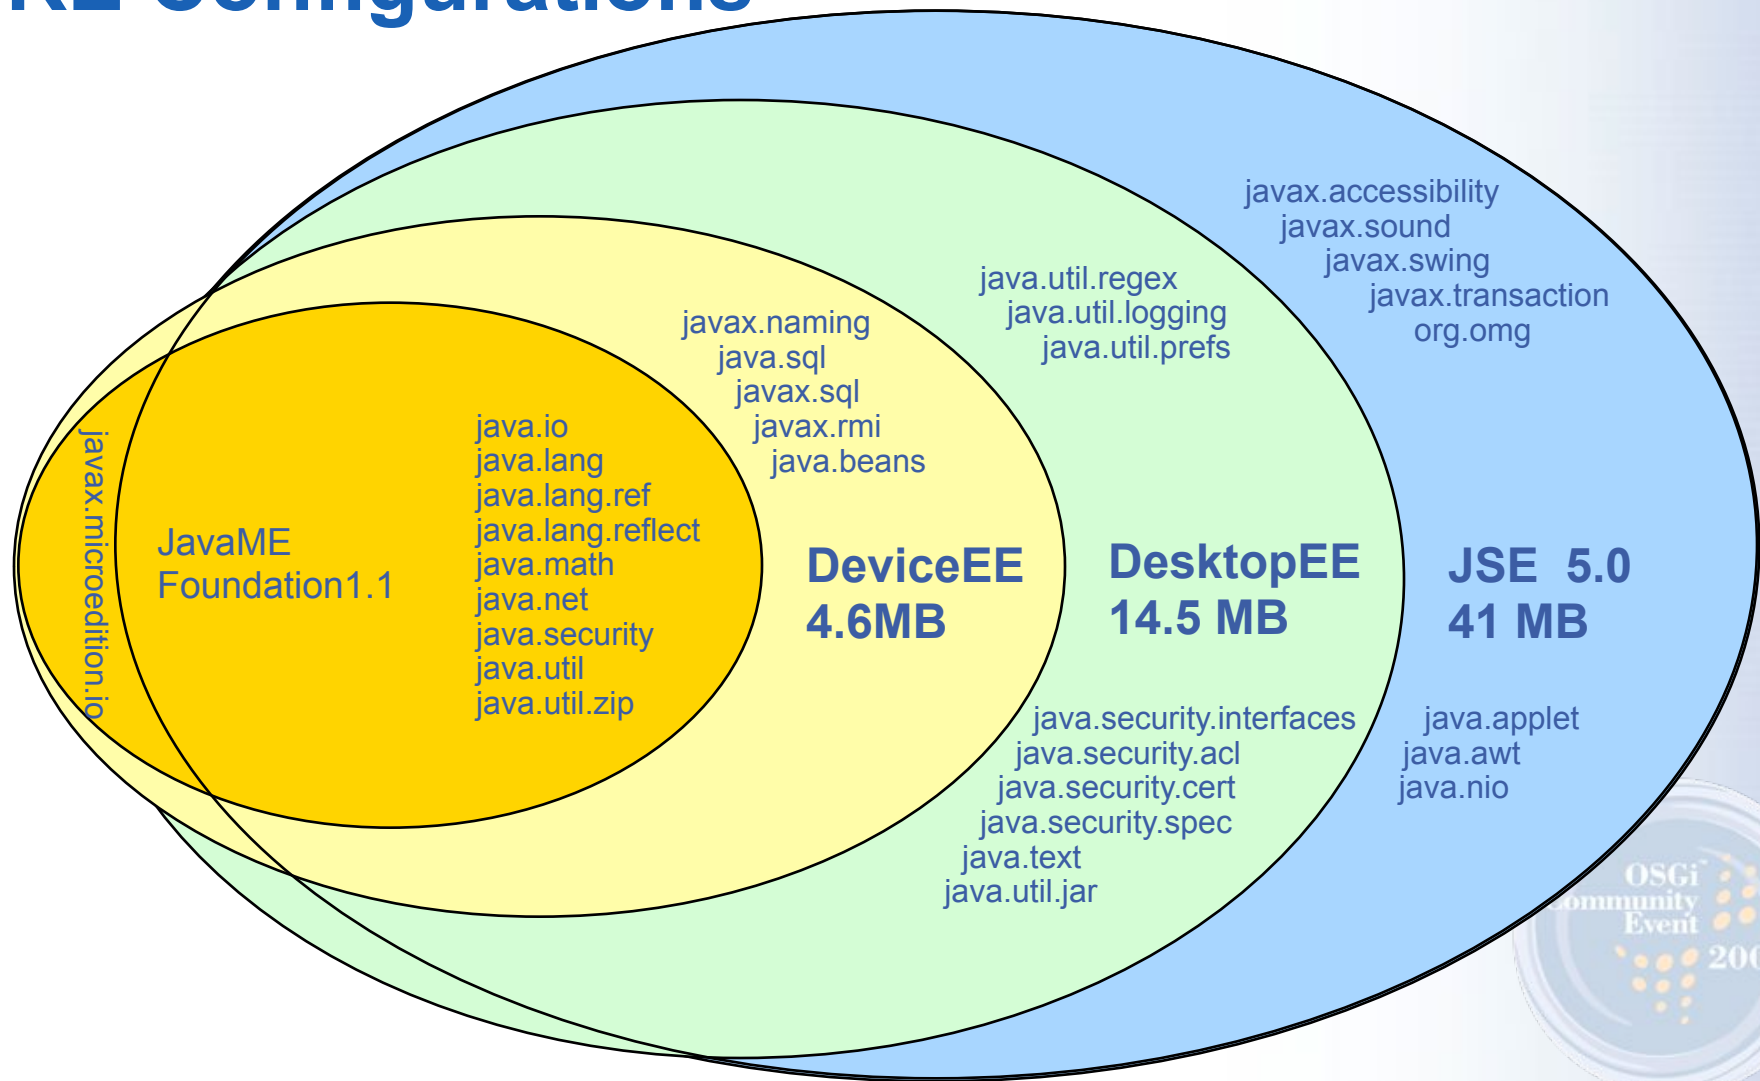 Configurations
javax.accessibility
javax.sound
javax.swing
javax.transaction
org.omg
java.util.regex
java.util.logging
java.util.prefs
javax.naming
java.sql
javax.sql
javax.rmi
java.beans
java.io
java.lang
java.lang.ref
java.lang.reflect
java.math
java.net
java.security
java.util
java.util.zip
javax.microedition.io
JavaME
Foundation1.1
DeviceEE
4.6MB
DesktopEE
14.5 MB
JSE 5.0
41 MB
java.security.interfaces
java.security.acl
java.security.cert
java.security.spec
java.text
java.util.jar
java.applet
java.awt
java.nio
OSGi
Community
Event